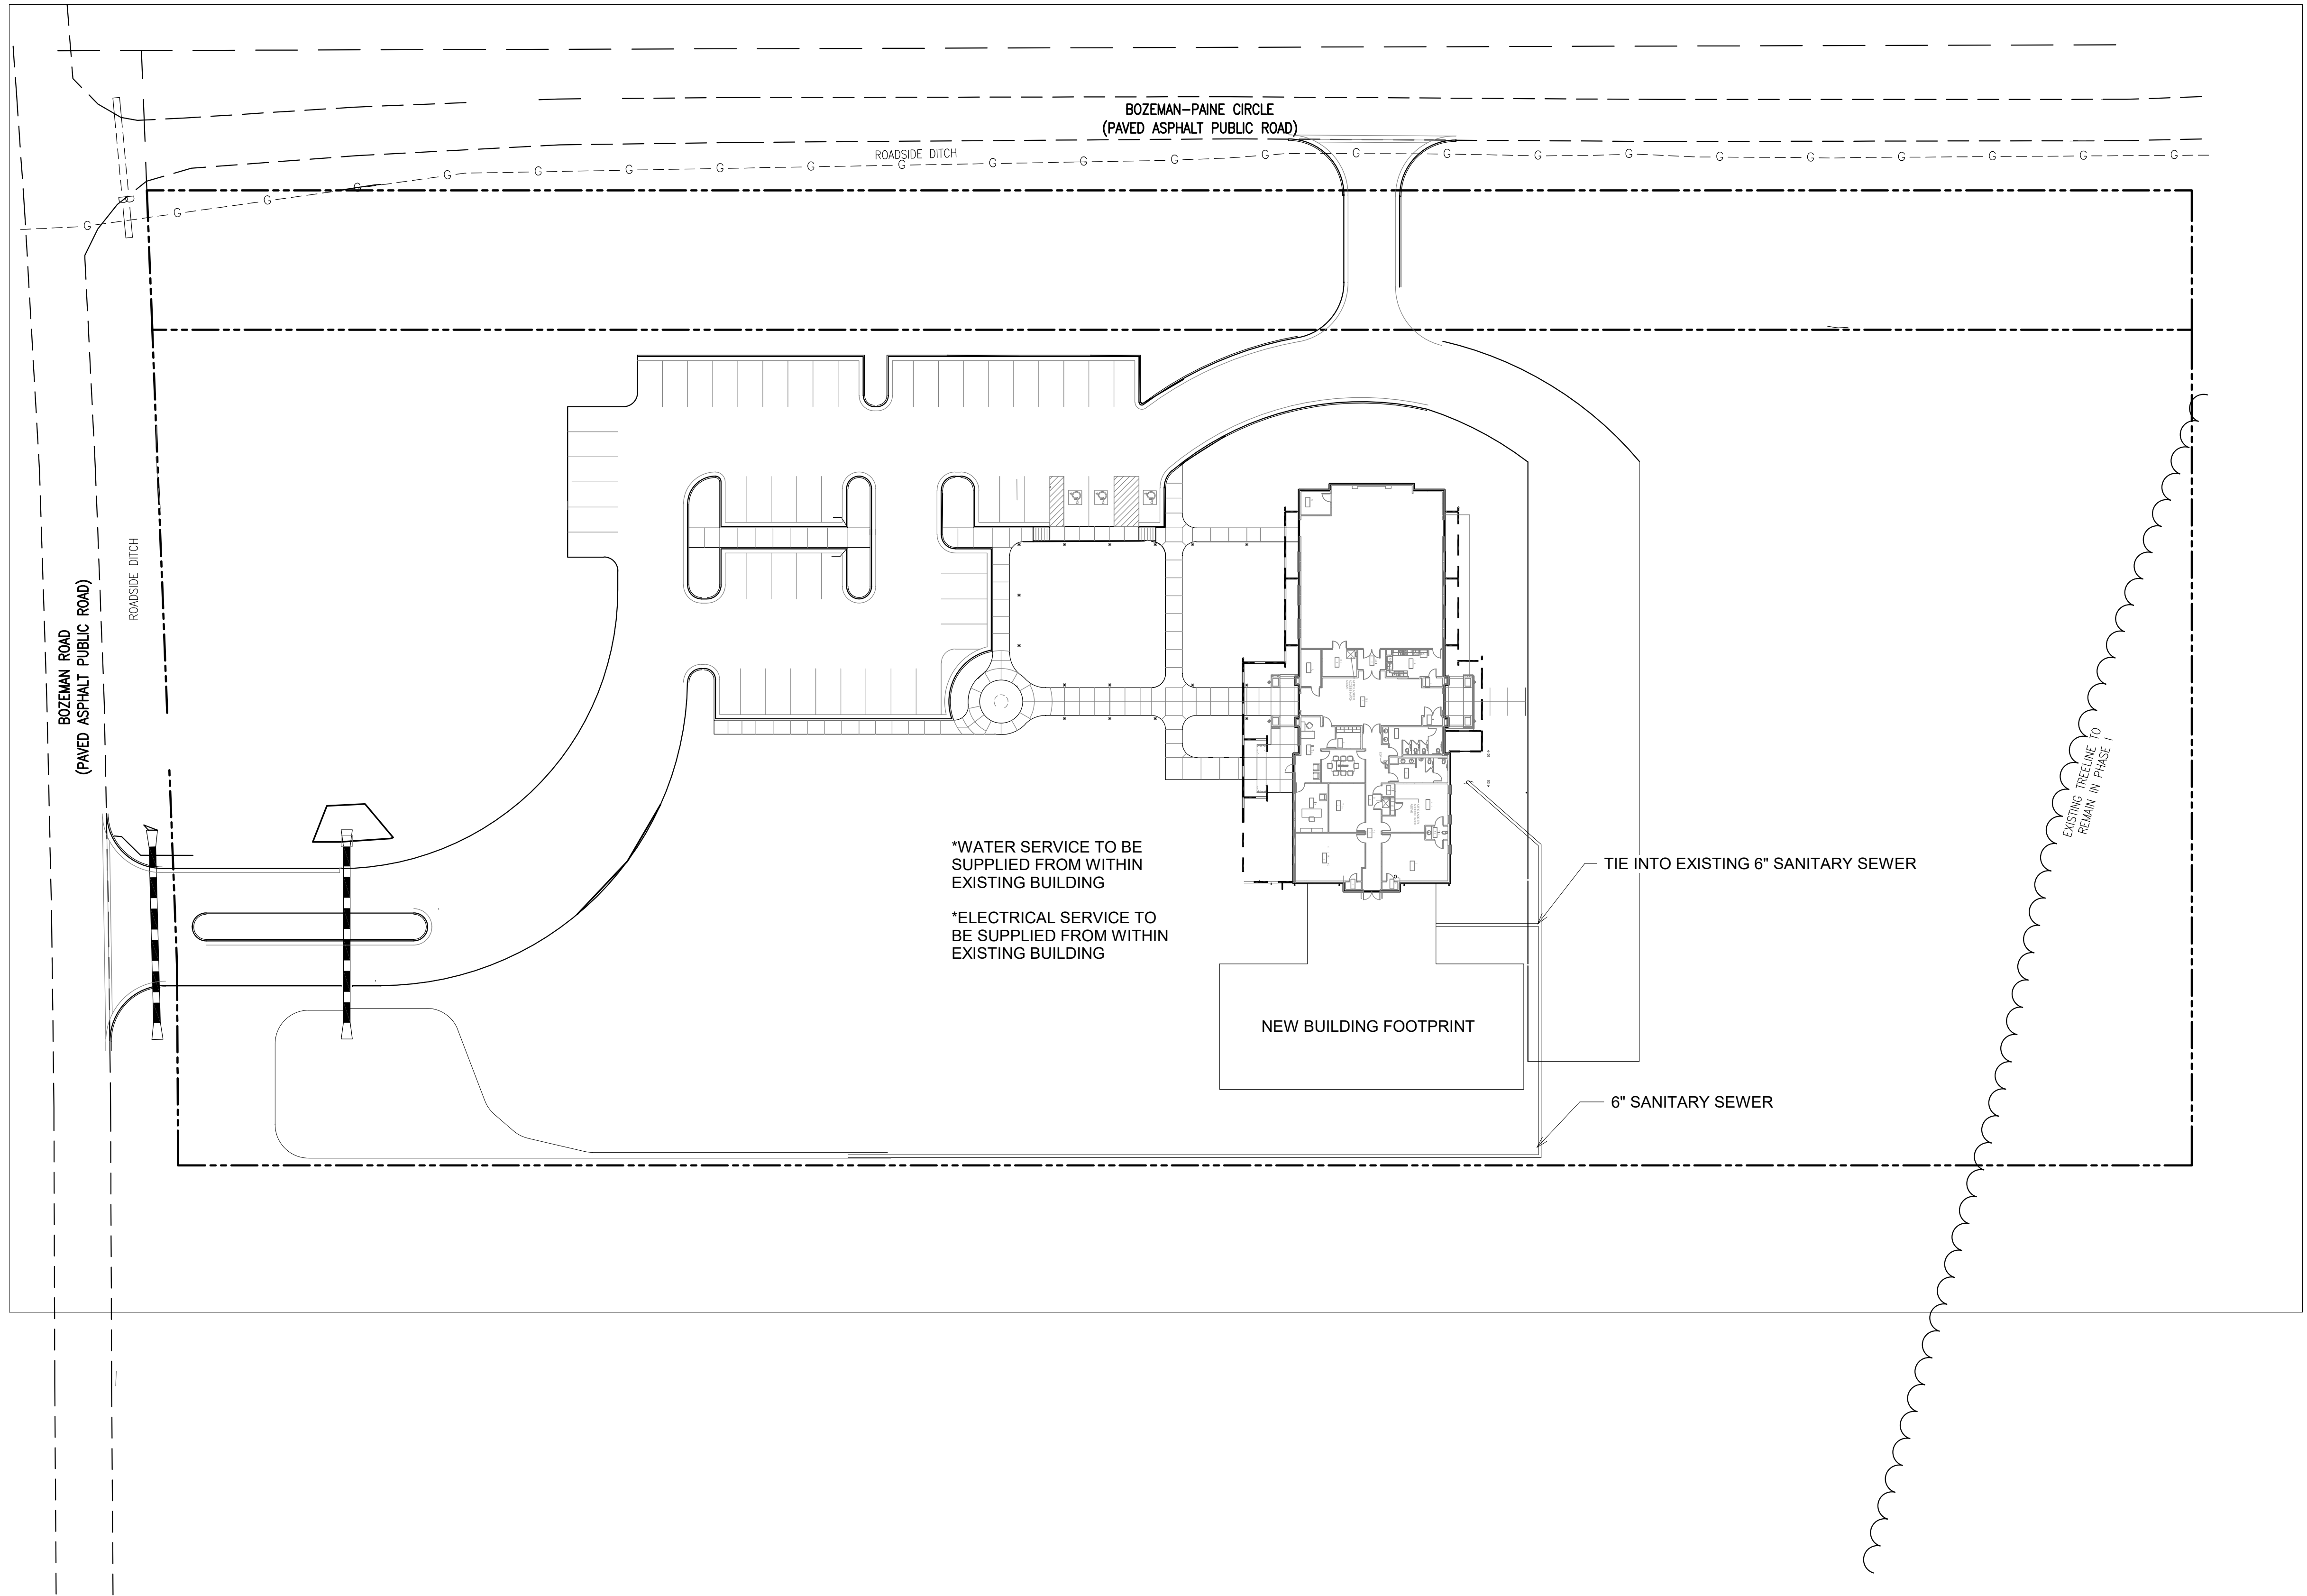 BOZEMAN-PAINE CIRCLE
(PAVED ASPHALT PUBLIC ROAD)
ROADSIDE DITCH
G G G G G G G G G G G G G G G G G G G G G G G G
ROADSIDE DITCH
BOZEMAN ROAD
(PAVED ASPHALT PUBLIC ROAD)
EXISTING TREELINE TO
REMAIN IN PHASE I
*WATER SERVICE TO BE
SUPPLIED FROM WITHIN
EXISTING BUILDING
*ELECTRICAL SERVICE TO
BE SUPPLIED FROM WITHIN
EXISTING BUILDING
TIE INTO EXISTING 6" SANITARY SEWER
NEW BUILDING FOOTPRINT
6" SANITARY SEWER